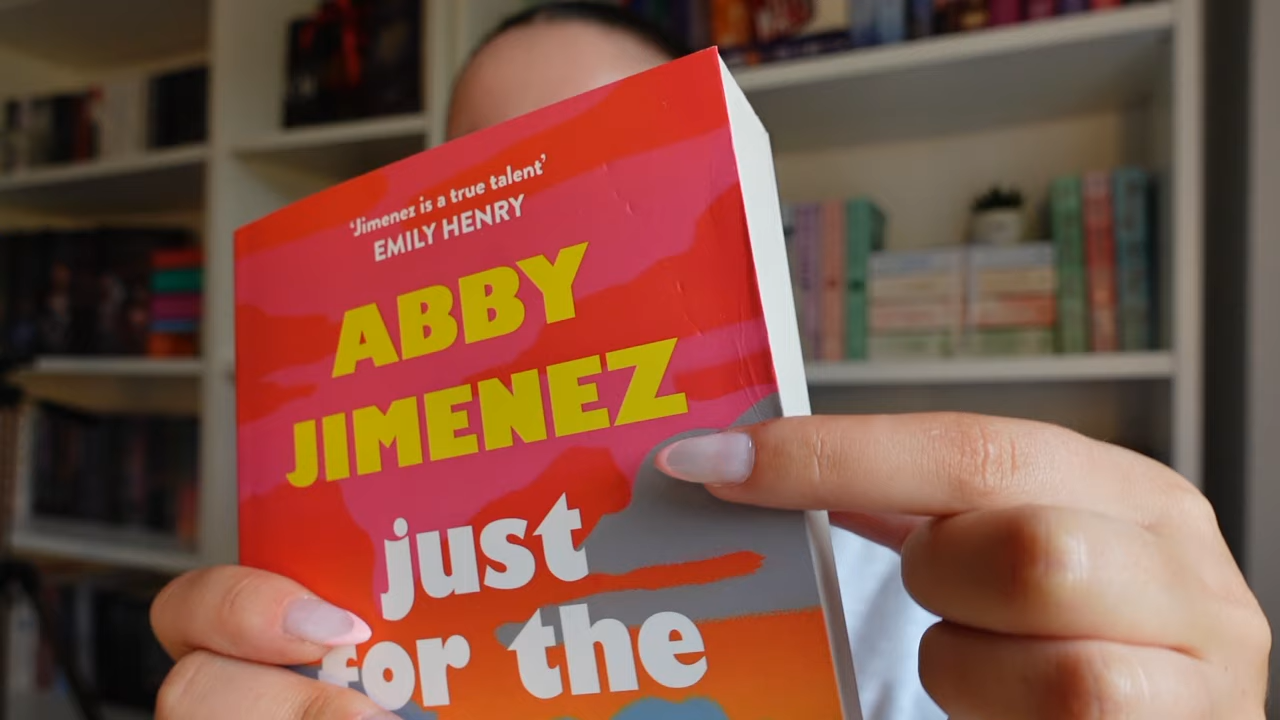 ‘Jimenez is a true talent’
EMILY HENRY
ABBY
JIMENEZ
just
for the